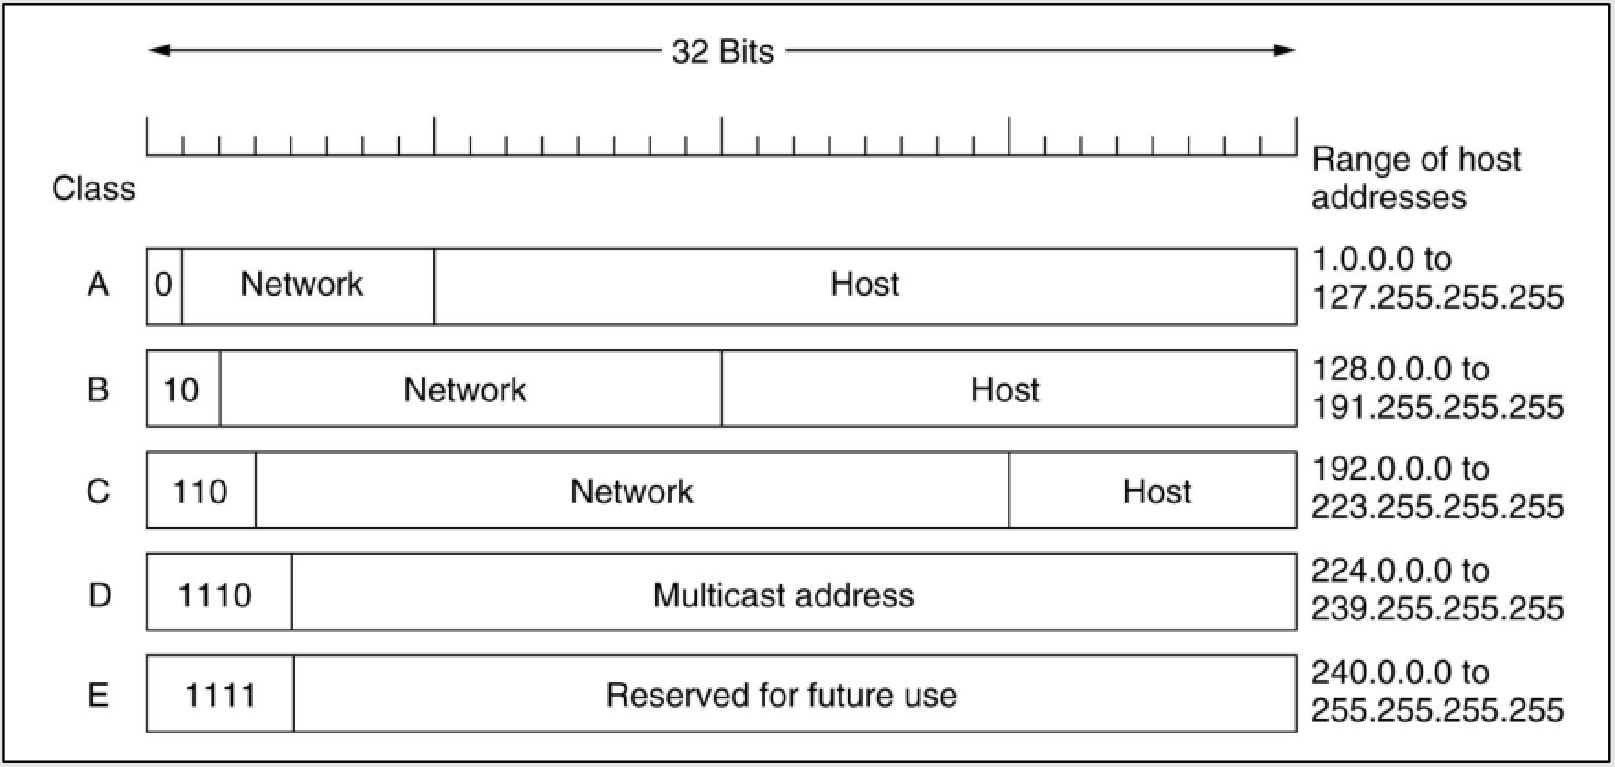 32 Bits
Range of host
addresses
Class
A 0 Network Host 1.0.0.0 to
127.255.255.255
B 10 Network Host 128.0.0.0 to
191.255.255.255
C 110 Network Host 192.0.0.0 to
223.255.255.255
D 1110 Multicast address 224.0.0.0 to
239.255.255.255
E 1111 Reserved for future use 240.0.0.0 to
255.255.255.255